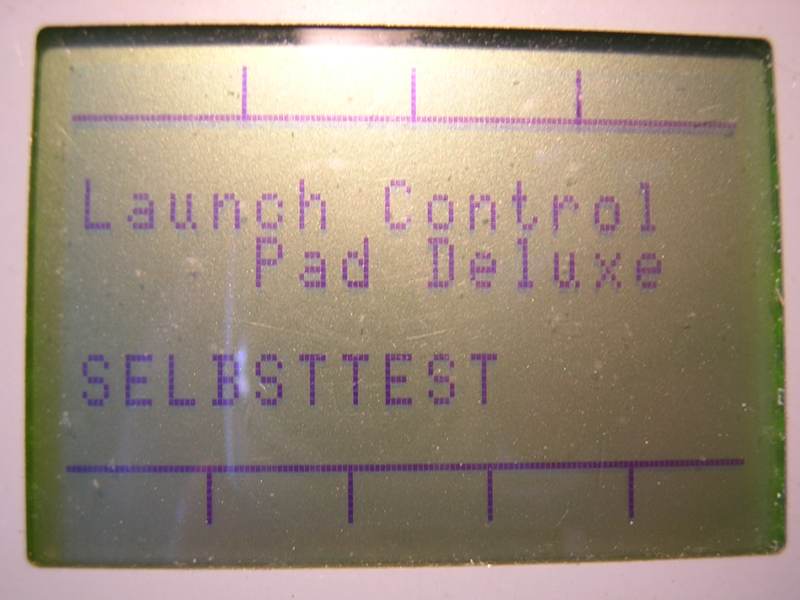 Launch Control
Pad Deluxe
SELBSTTEST